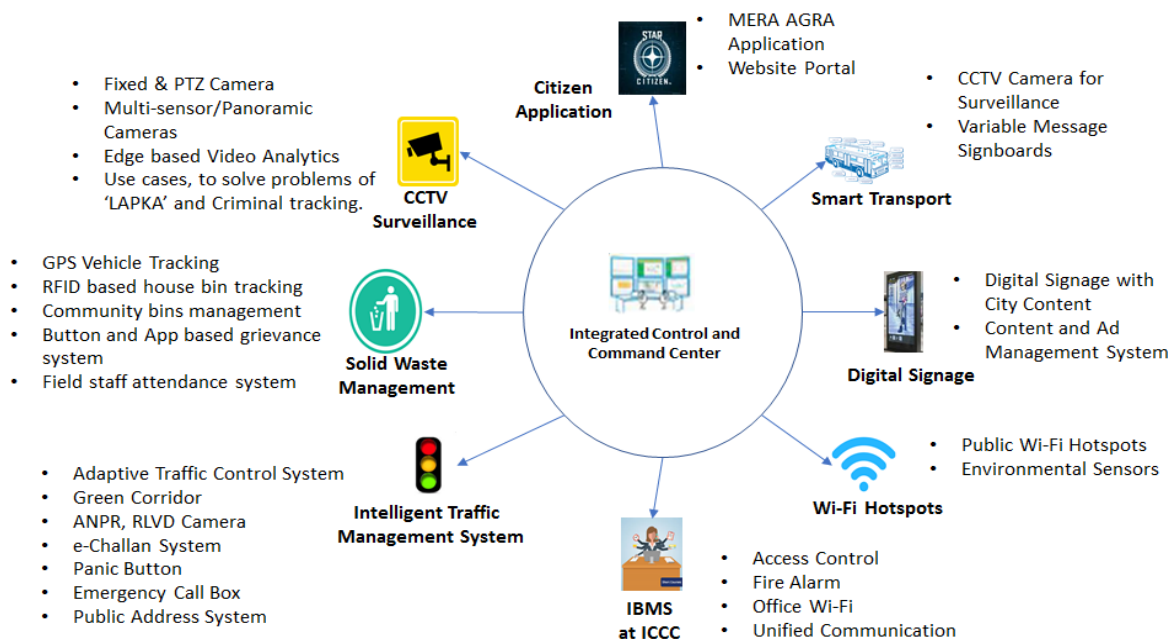 • MERA AGRA
Application
• Website Portal
STAR
CITIZEN
Citizen
Application
• Fixed & PTZ Camera
• Multi-sensor/Panoramic
Cameras
• Edge based Video Analytics
• Use cases, to solve problems of
‘LAPKA’ and Criminal tracking.
CCTV
Surveillance
• CCTV Camera for
Surveillance
• Variable Message
Signboards
Smart Transport
• GPS Vehicle Tracking
• RFID based house bin tracking
• Community bins management
• Button and App based grievance
system
• Field staff attendance system
Solid Waste
Management
Integrated Control and
Command Center
• Digital Signage with
City Content
• Content and Ad
Management System
Digital Signage
• Adaptive Traffic Control System
• Green Corridor
• ANPR, RLVD Camera
• e-Challan System
• Panic Button
• Emergency Call Box
• Public Address System
Intelligent Traffic
Management System
• Public Wi-Fi Hotspots
• Environmental Sensors
Wi-Fi Hotspots
IBMS
at ICCC
• Access Control
• Fire Alarm
• Office Wi-Fi
• Unified Communication